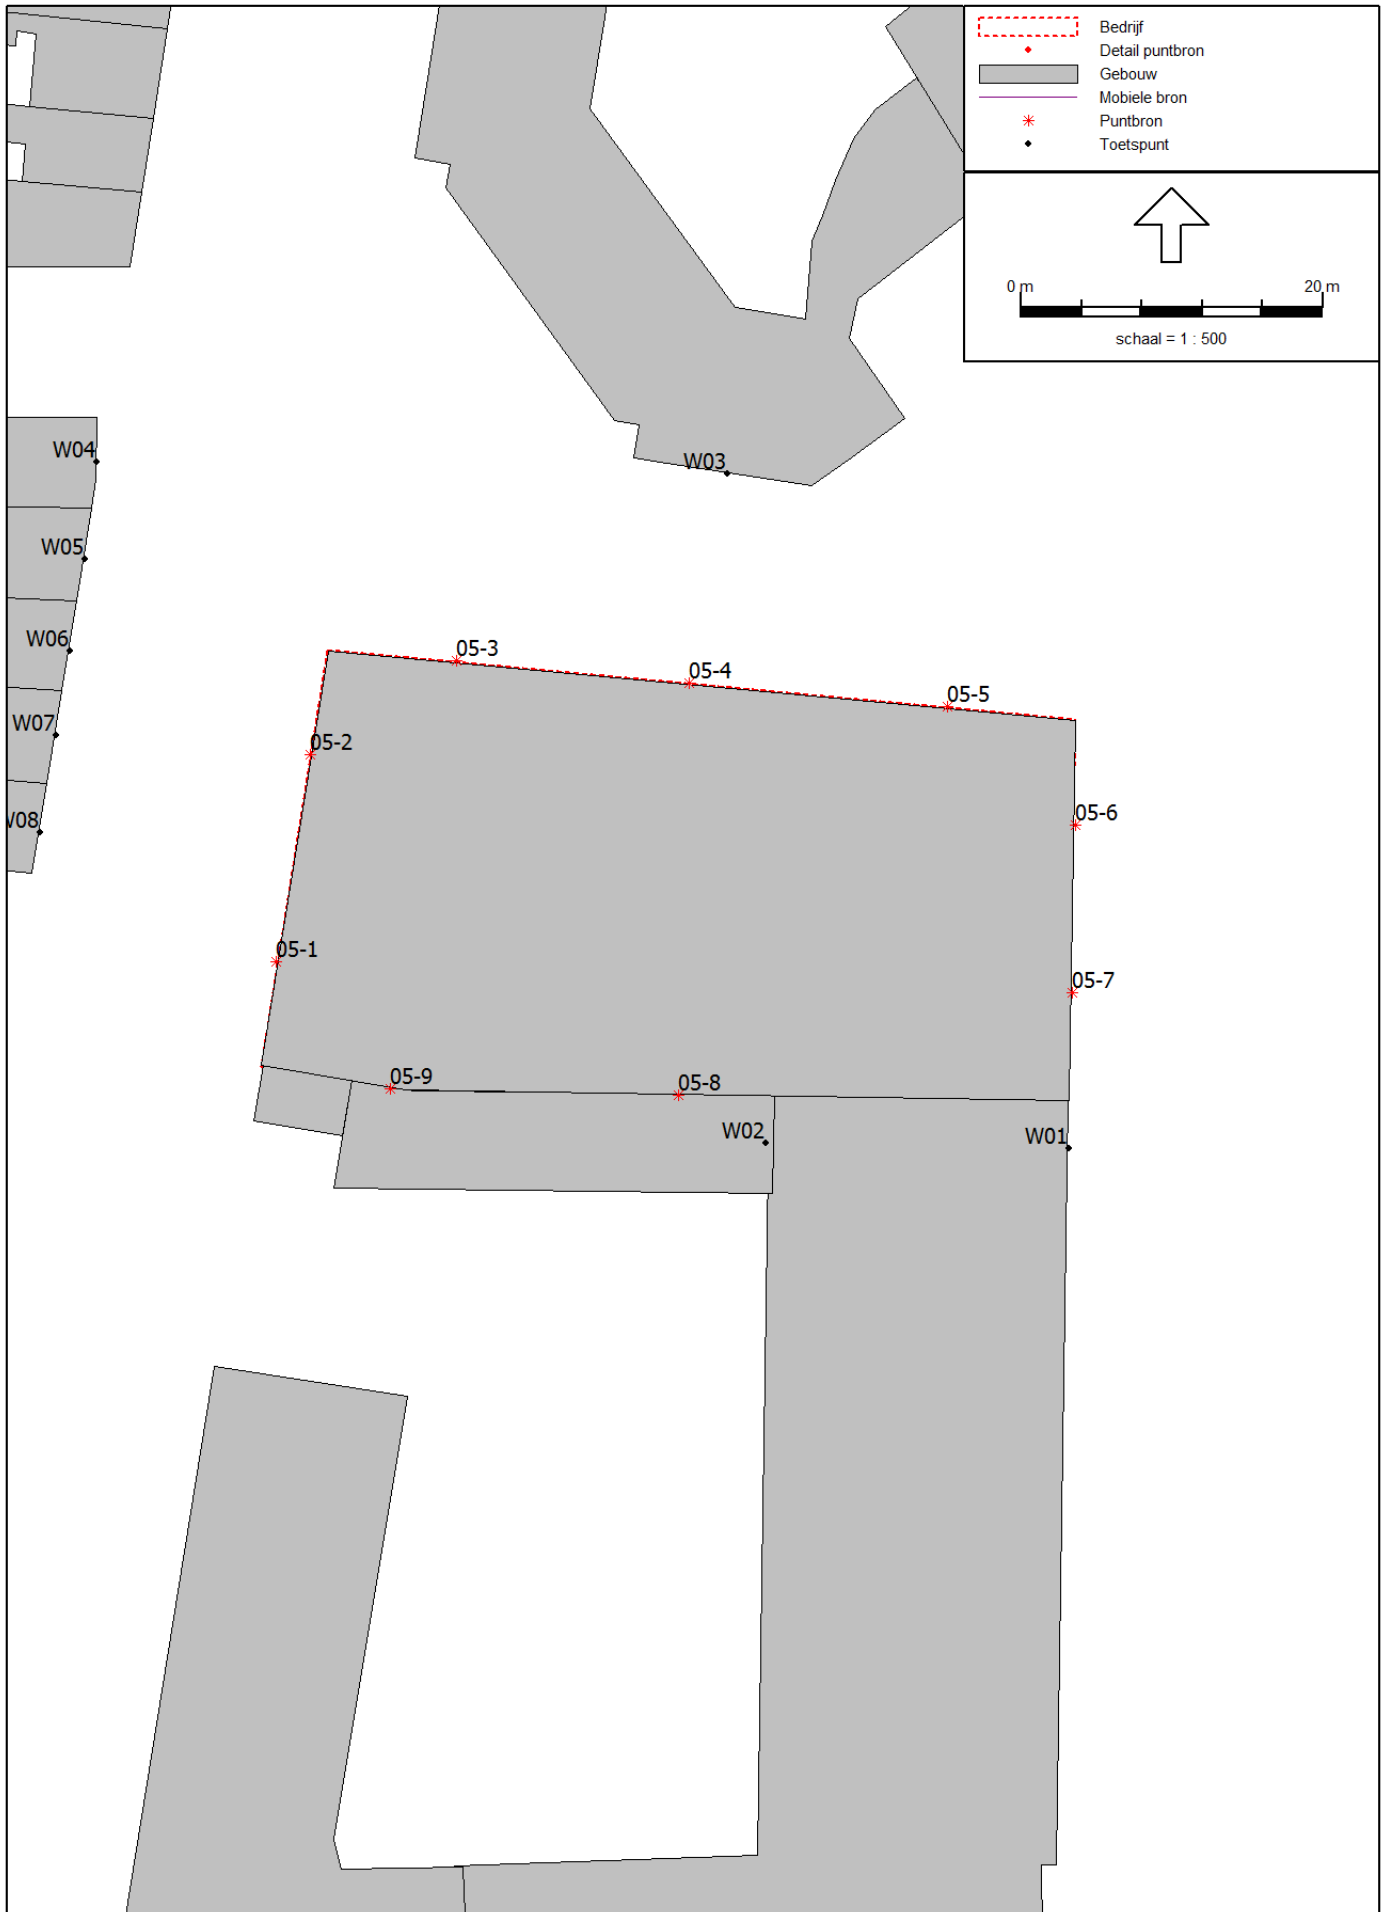 Bedrijf
Detail puntbron
Gebouw
Mobiele bron
Puntbron
Toetspunt
0 m 20 m
schaal = 1 : 500
W04
W03
W05
W06
05-3
05-4
05-5
W07
05-2
05-6
W08
05-1
05-7
05-9
05-8
W02
W01